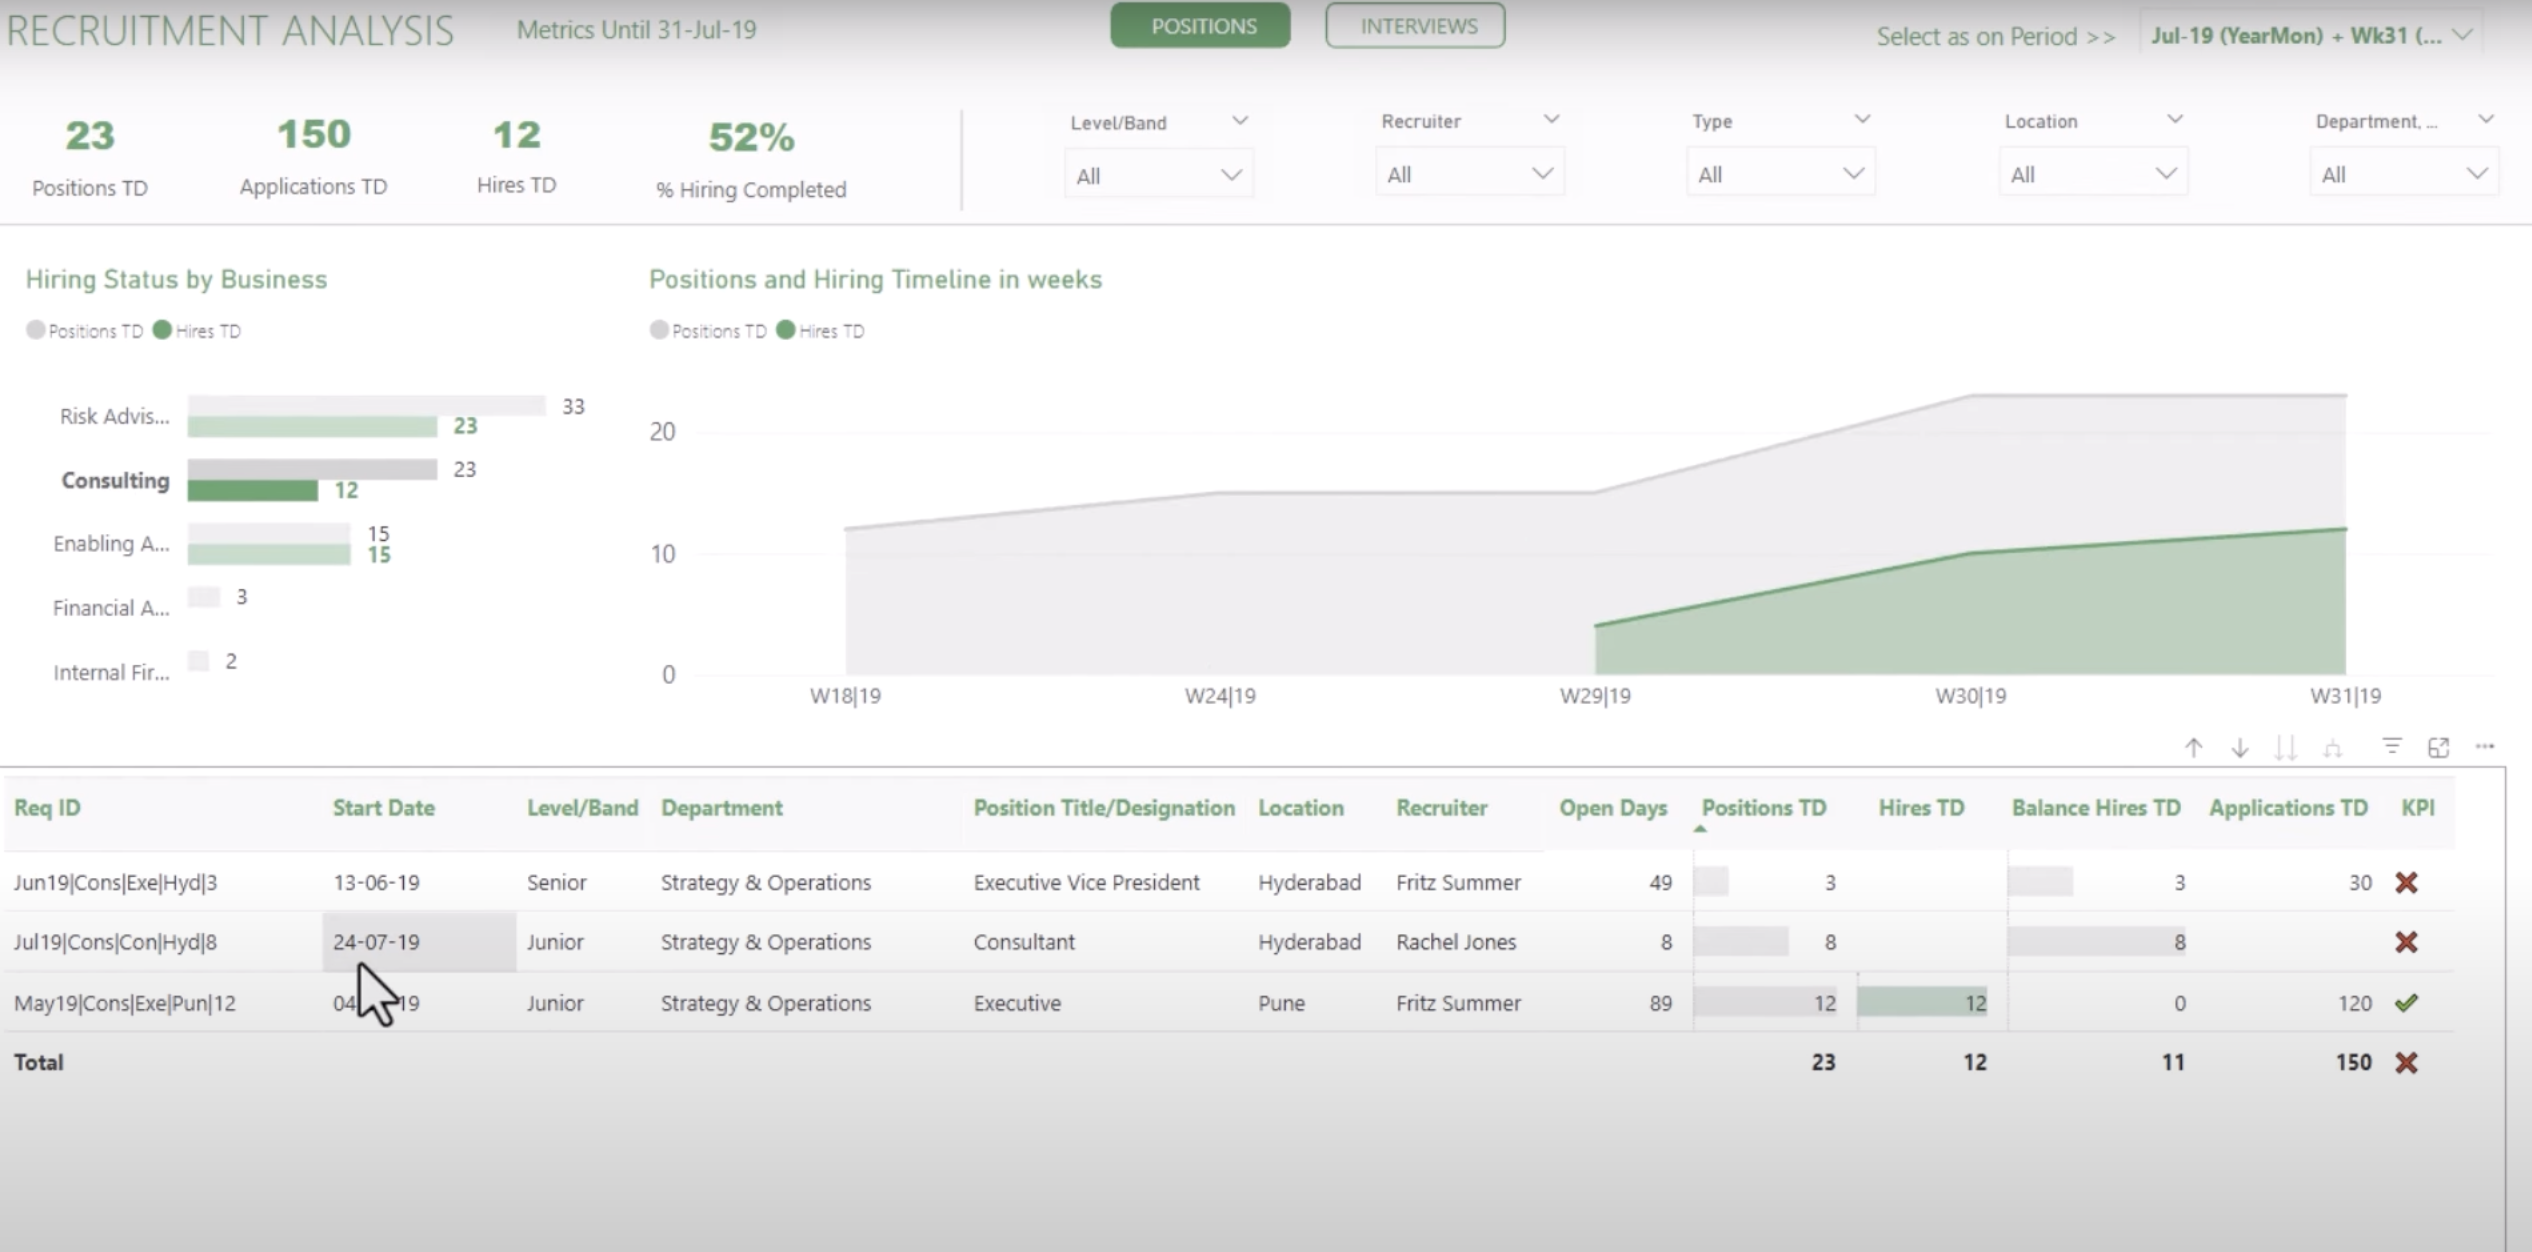 RECRUITMENT ANALYSIS
Metrics Until 31-Jul-19
POSITIONS
INTERVIEWS
Select as on Period >>
Jul-19 (YearMon) + Wk31 (...
23
Positions TD
150
Applications TD
12
Hires TD
52%
% Hiring Completed
Level/Band
All
Recruiter
All
Type
All
Location
All
Department, ...
All
Hiring Status by Business
Positions TD Hires TD
Risk Advis... 33
23
Consulting 23
12
Enabling A... 15
15
Financial A... 3
Internal Fir... 2
Positions and Hiring Timeline in weeks
Positions TD Hires TD
20
10
0
W18|19 W24|19 W29|19 W30|19 W31|19
Req ID Start Date Level/Band Department Position Title/Designation Location Recruiter Open Days Positions TD Hires TD Balance Hires TD Applications TD KPI
Jun19|Cons|Exe|Hyd|3 13-06-19 Senior Strategy & Operations Executive Vice President Hyderabad Fritz Summer 49 3 3 30
Jul19|Cons|Con|Hyd|8 24-07-19 Junior Strategy & Operations Consultant Hyderabad Rachel Jones 8 8 8
May19|Cons|Exe|Pun|12 Junior Strategy & Operations Executive Pune Fritz Summer 89 12 12 0 120
Total 23 12 11 150